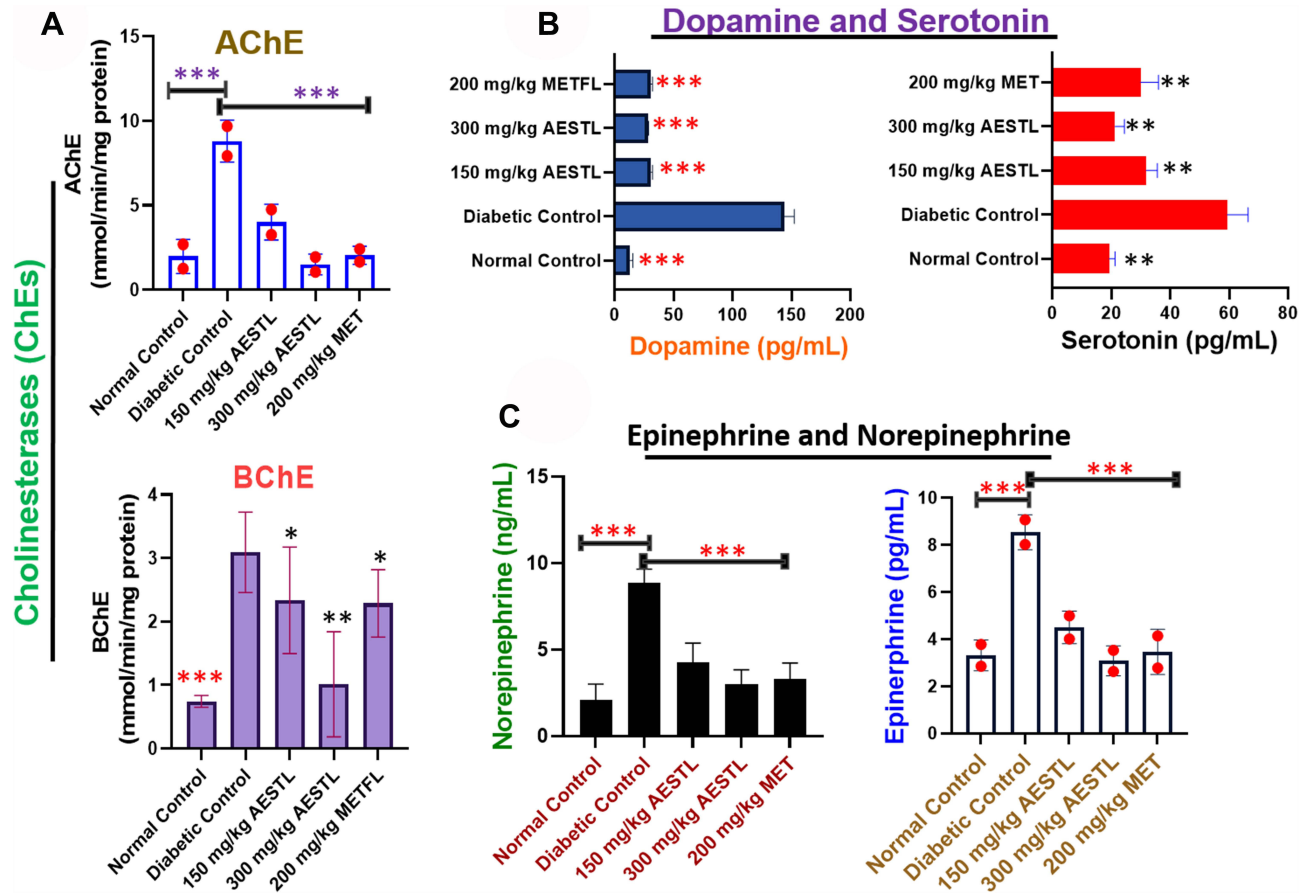 Cholinesterases (ChEs)
A
AChE
AChE
(mmol/min/mg protein)
15
10
5
0
***
***
Normal Control
Diabetic Control
150 mg/kg AESTL
300 mg/kg AESTL
200 mg/kg MET
BChE
BChE
(mmol/min/mg protein)
4
3
2
1
0
***
*
**
*
Normal Control
Diabetic Control
150 mg/kg AESTL
300 mg/kg AESTL
200 mg/kg METFL
B
Dopamine and Serotonin
200 mg/kg METFL
***
300 mg/kg AESTL
***
150 mg/kg AESTL
***
Diabetic Control
Normal Control
***
0 50 100 150 200
Dopamine (pg/mL)
200 mg/kg MET
**
300 mg/kg AESTL
**
150 mg/kg AESTL
**
Diabetic Control
Normal Control
**
0 20 40 60 80
Serotonin (pg/mL)
C
Epinephrine and Norepinephrine
Norepinephrine (ng/mL)
15
10
5
0
***
***
Normal Control
Diabetic Control
150 mg/kg AESTL
300 mg/kg AESTL
200 mg/kg MET
Epinerphrine (pg/mL)
10
8
6
4
2
0
***
***
Normal Control
Diabetic Control
150 mg/kg AESTL
300 mg/kg AESTL
200 mg/kg MET